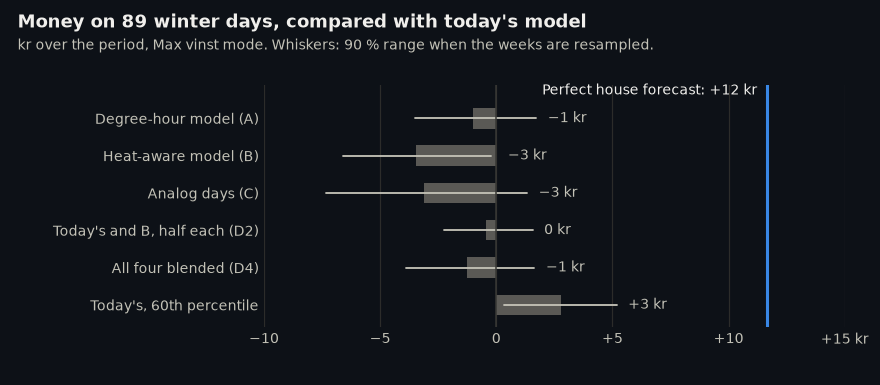 Money on 89 winter days, compared with today's model
kr over the period, Max vinst mode. Whiskers: 90 % range when the weeks are resampled.
Perfect house forecast: +12 kr
Degree-hour model (A) −1 kr
Heat-aware model (B) −3 kr
Analog days (C) −3 kr
Today's and B, half each (D2) 0 kr
All four blended (D4) −1 kr
Today's, 60th percentile +3 kr
−10 −5 0 +5 +10 +15 kr